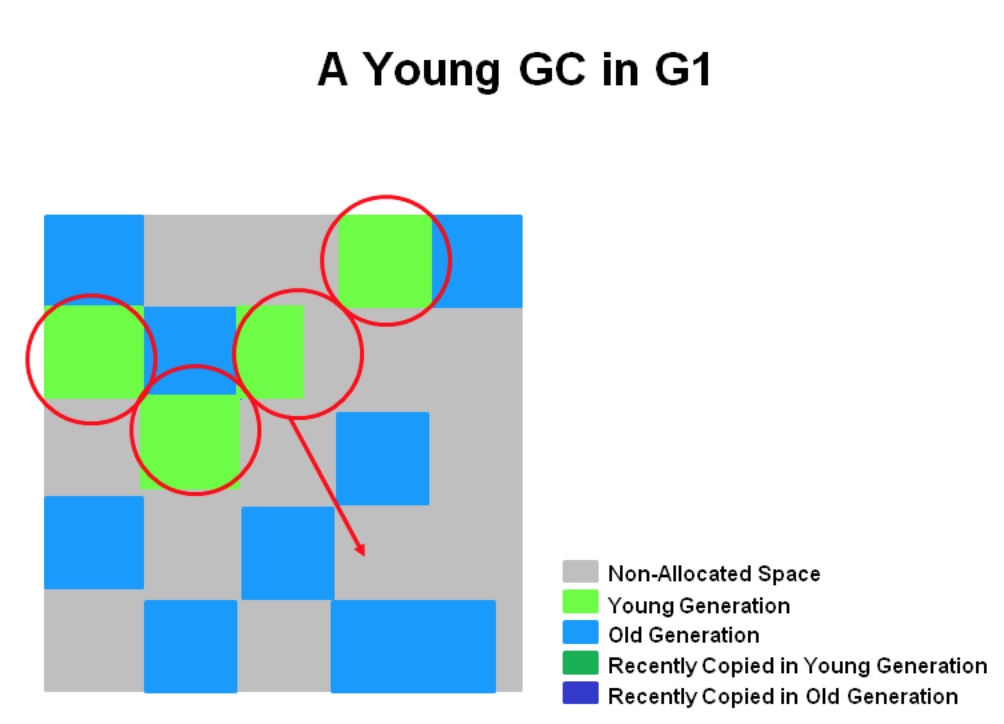 A Young GC in G1
Non-Allocated Space
Young Generation
Old Generation
Recently Copied in Young Generation
Recently Copied in Old Generation